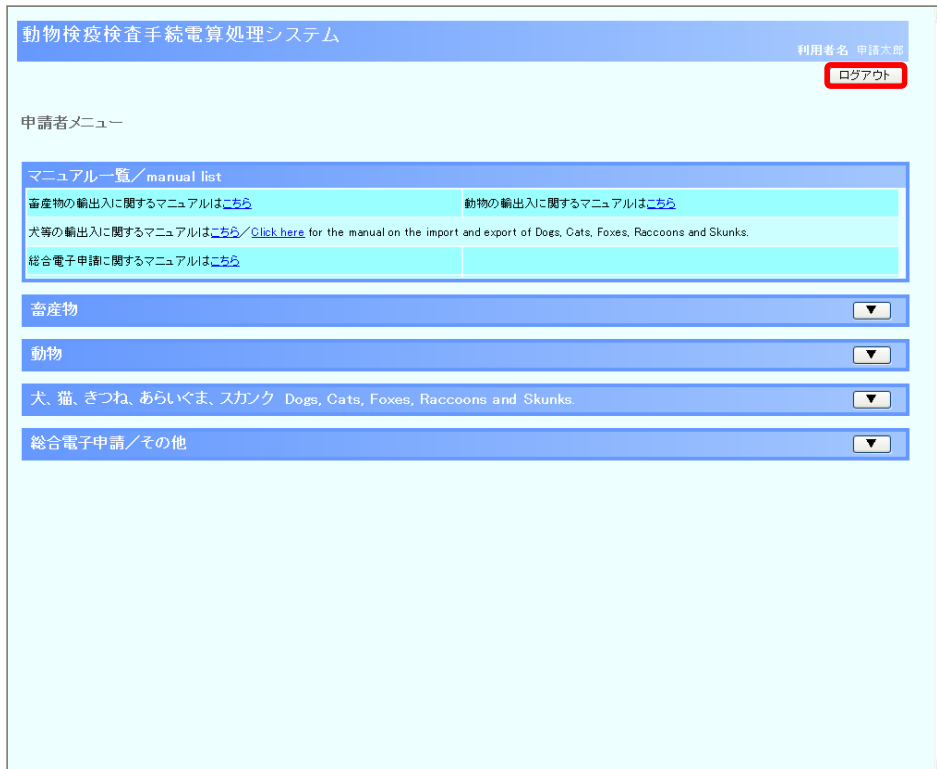 動物検疫検査手続電算処理システム
利用者名 申請太郎
ログアウト
申請者メニュー
マニュアル一覧／manual list
畜産物の輸出入に関するマニュアルはこちら
動物の輸出入に関するマニュアルはこちら
犬等の輸出入に関するマニュアルはこちら／Click here for the manual on the import and export of Dogs, Cats, Foxes, Raccoons and Skunks.
総合電子申請に関するマニュアルはこちら
畜産物 ▼
動物 ▼
犬、猫、きつね、あらいぐま、スカンク Dogs, Cats, Foxes, Raccoons and Skunks. ▼
総合電子申請／その他 ▼